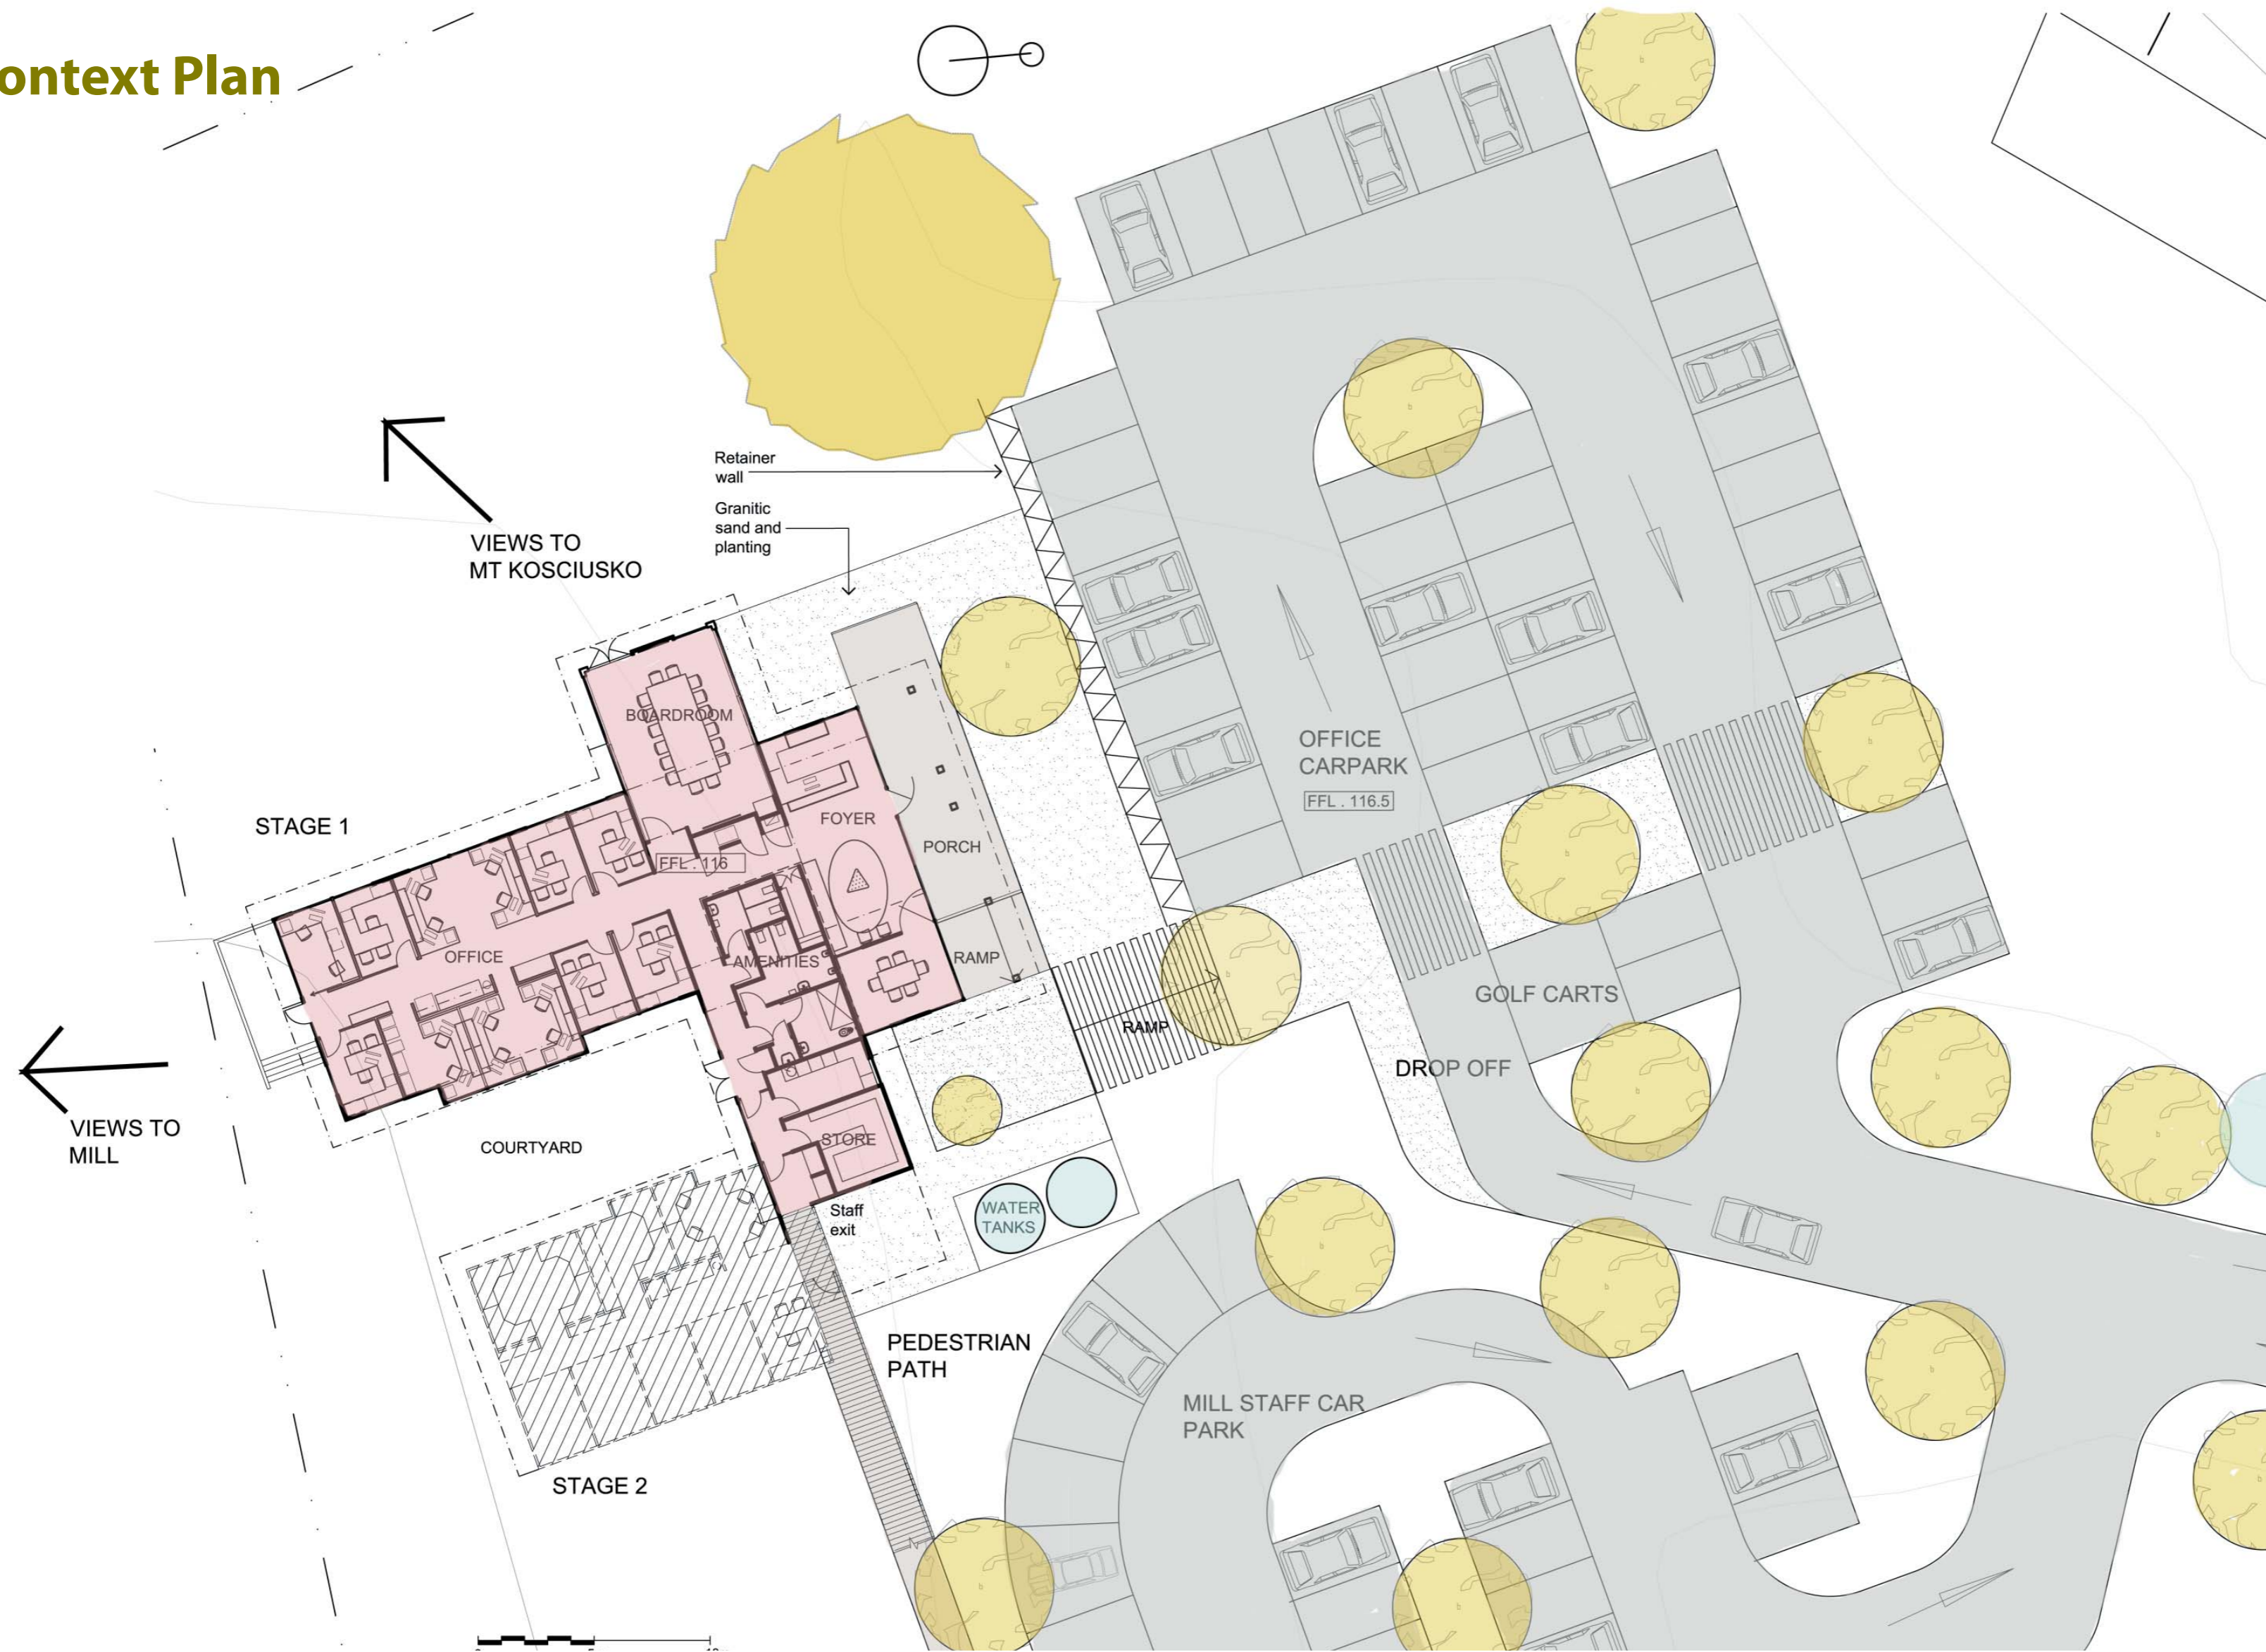 ontext Plan
Retainer
wall
Granitic
sand and
planting
VIEWS TO
MT KOSCIUSKO
BOARDROOM
OFFICE
CARPARK
FFL . 116.5
STAGE 1
FOYER
FFL . 116
PORCH
OFFICE
AMENITIES
RAMP
GOLF CARTS
RAMP
DROP OFF
VIEWS TO
MILL
COURTYARD
STORE
WATER
TANKS
Staff
exit
PEDESTRIAN
PATH
MILL STAFF CAR
PARK
STAGE 2